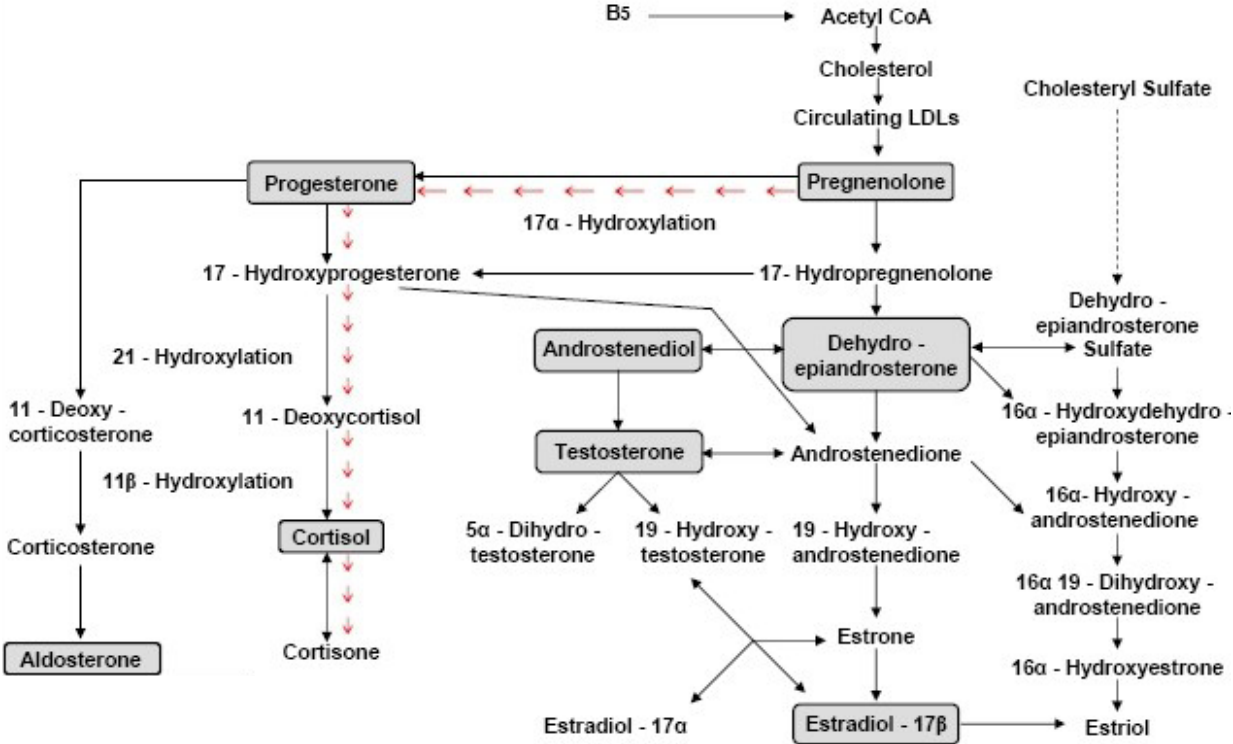 B5
Acetyl CoA
Cholesterol
Cholesteryl Sulfate
Circulating LDLs
Progesterone
Pregnenolone
17α - Hydroxylation
17 - Hydroxyprogesterone
17- Hydropregnenolone
Dehydro -
epiandrosterone
Sulfate
Androstenediol
Dehydro -
epiandrosterone
21 - Hydroxylation
11 - Deoxy -
corticosterone
11 - Deoxycortisol
16α - Hydroxydehydro -
epiandrosterone
Testosterone
Androstenedione
11β - Hydroxylation
16α- Hydroxy -
androstenedione
Corticosterone
Cortisol
5α - Dihydro -
testosterone
19 - Hydroxy -
testosterone
19 - Hydroxy -
androstenedione
16α 19 - Dihydroxy -
androstenedione
Aldosterone
Cortisone
Estrone
16α - Hydroxyestrone
Estradiol - 17α
Estradiol - 17β
Estriol